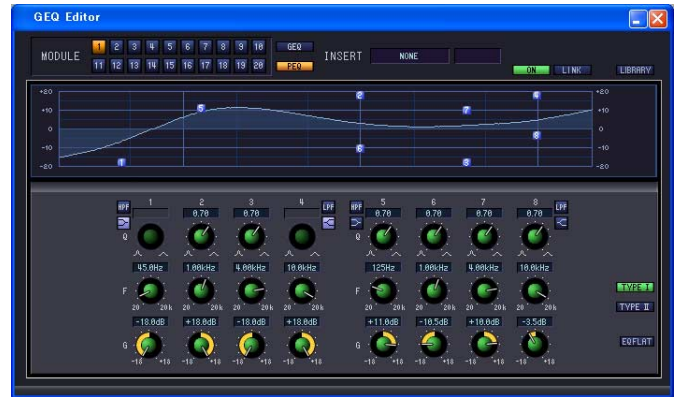 GEQ Editor
MODULE 1 2 3 4 5 6 7 8 9 10 GEQ
11 12 13 14 15 16 17 18 19 20 PEQ
INSERT NONE
ON LINK LIBRARY
+20 +20
+10 +10
0 0
-10 -10
-20 -20
2 4
5 7
8
6
1 3
HPF 1 2 3 4 LPF HPF 5 6 7 8 LPF
0.70 0.70 0.70 0.70 0.70 0.70
Q Q
45.0Hz 1.00kHz 4.00kHz 10.0kHz 125Hz 1.00kHz 4.00kHz 10.0kHz
F F
20 20k 20 20k 20 20k 20 20k 20 20k 20 20k 20 20k 20 20k
TYPE I
TYPE II
-18.0dB +18.0dB -18.0dB +18.0dB +11.0dB -10.5dB +10.0dB -3.5dB
G G
-18 +18 -18 +18 -18 +18 -18 +18 -18 +18 -18 +18 -18 +18 -18 +18
EQFLAT